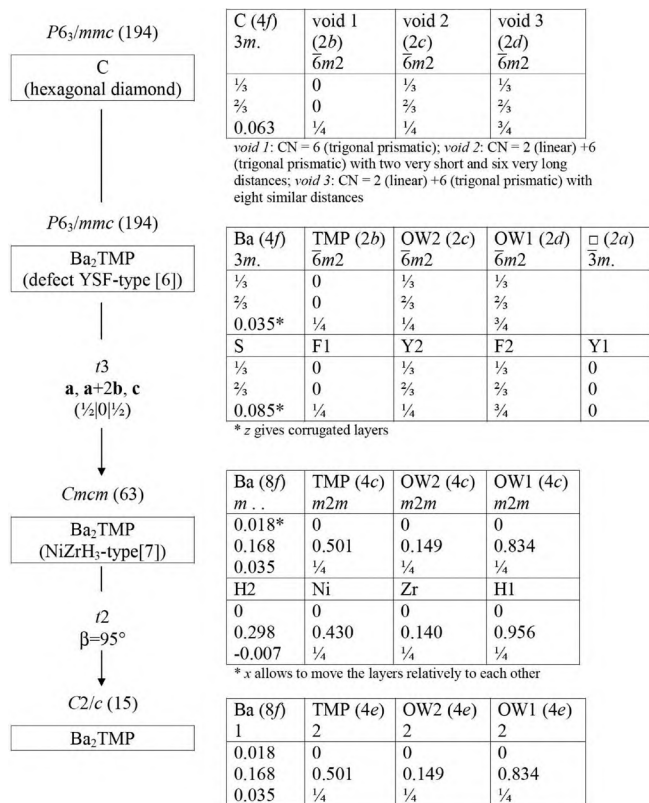 P6₃/mmc (194)
C
(hexagonal diamond)
C (4f) void 1 void 2 void 3
3m. (2b) (2c) (2d)
6̅m2 6̅m2 6̅m2
⅓ 0 ⅓ ⅓
⅔ 0 ⅔ ⅔
0.063 ¼ ¼ ¾
void 1: CN = 6 (trigonal prismatic); void 2: CN = 2 (linear) +6
(trigonal prismatic) with two very short and six very long
distances; void 3: CN = 2 (linear) +6 (trigonal prismatic) with
eight similar distances
P6₃/mmc (194)
Ba₂TMP
(defect YSF-type [6])
Ba (4f) TMP (2b) OW2 (2c) OW1 (2d) □ (2a)
3m. 6̅m2 6̅m2 6̅m2 3̅m.
⅓ 0 ⅓ ⅓
⅔ 0 ⅔ ⅔
0.035* ¼ ¼ ¾
S F1 Y2 F2 Y1
⅓ 0 ⅓ ⅓ 0
⅔ 0 ⅔ ⅔ 0
0.085* ¼ ¼ ¾ 0
* z gives corrugated layers
t3
a, a+2b, c
(½|0|½)
Cmcm (63)
Ba₂TMP
(NiZrH₃-type[7])
Ba (8f) TMP (4c) OW2 (4c) OW1 (4c)
m . . m2m m2m m2m
0.018* 0 0 0
0.168 0.501 0.149 0.834
0.035 ¼ ¼ ¼
H2 Ni Zr H1
0 0 0 0
0.298 0.430 0.140 0.956
-0.007 ¼ ¼ ¼
* x allows to move the layers relatively to each other
t2
β=95°
C2/c (15)
Ba₂TMP
Ba (8f) TMP (4e) OW2 (4e) OW1 (4e)
1 2 2 2
0.018 0 0 0
0.168 0.501 0.149 0.834
0.035 ¼ ¼ ¼